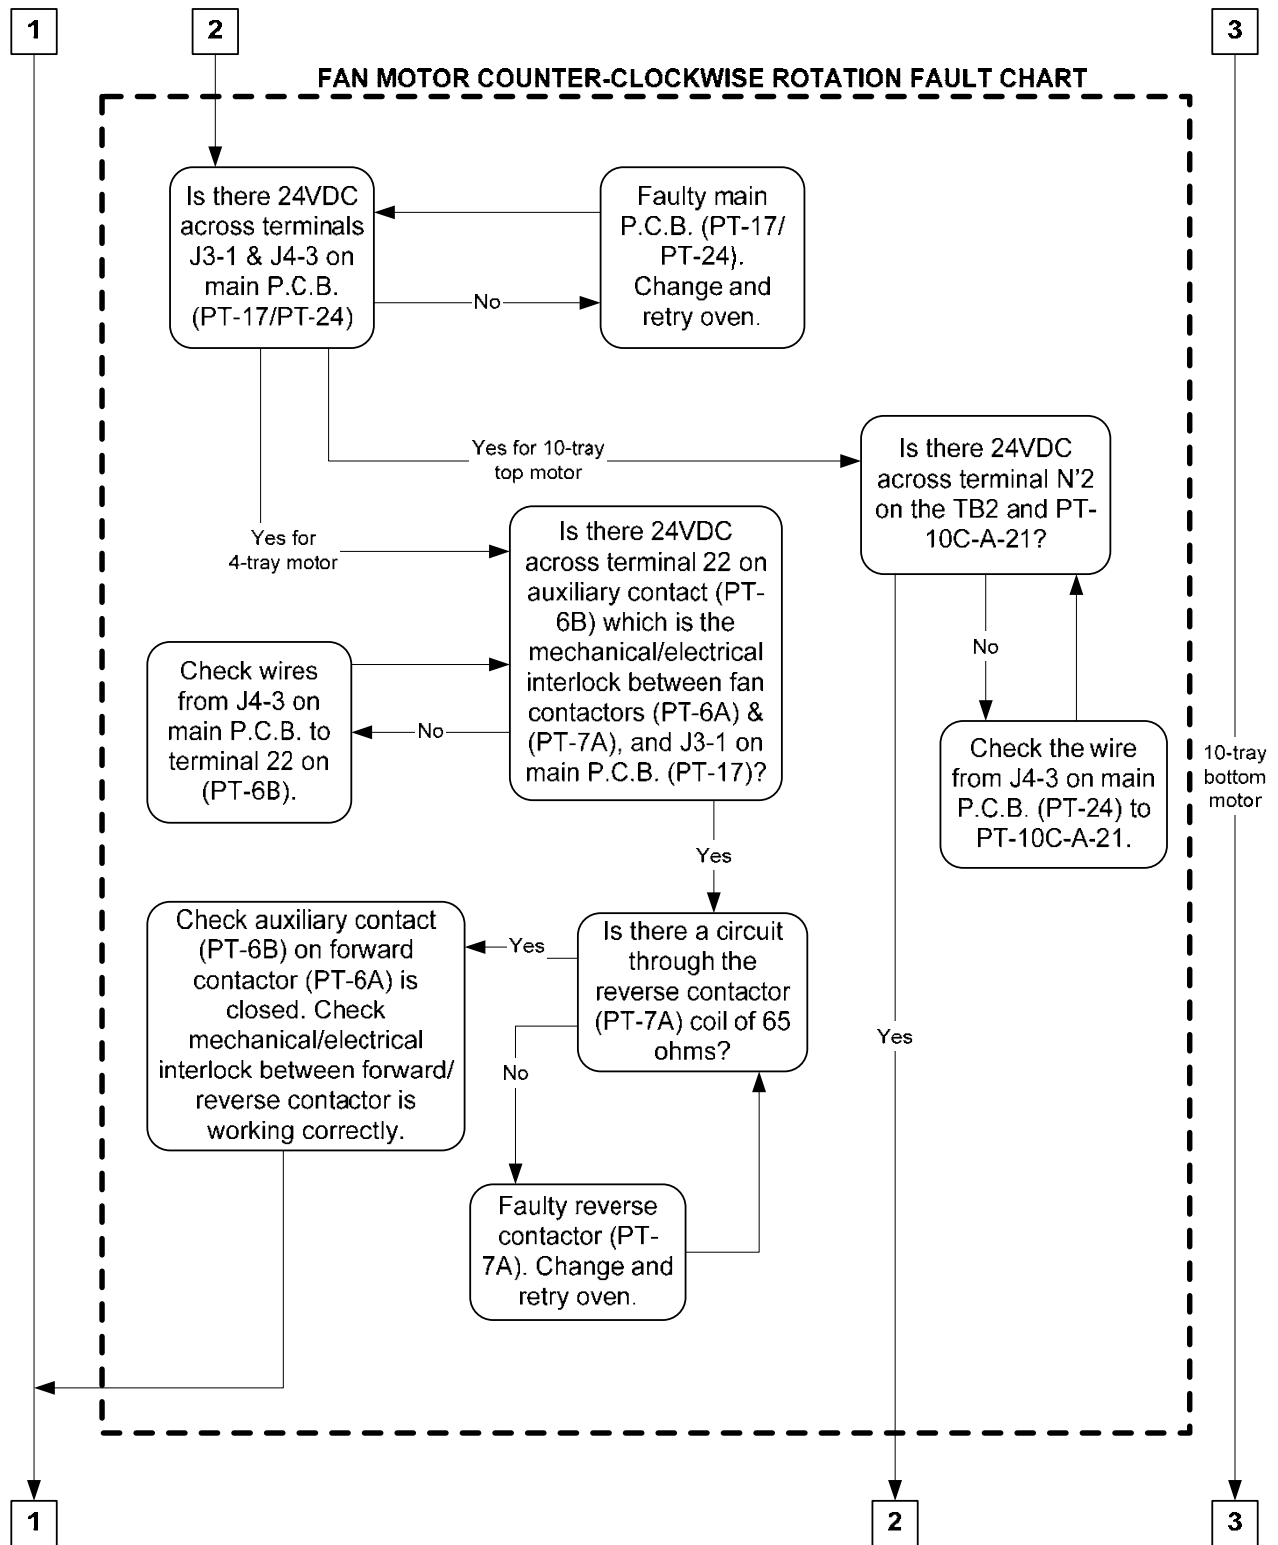 1
2
3
FAN MOTOR COUNTER-CLOCKWISE ROTATION FAULT CHART
Is there 24VDC
across terminals
J3-1 & J4-3 on
main P.C.B.
(PT-17/PT-24)
Faulty main
P.C.B. (PT-17/
PT-24).
Change and
retry oven.
No
Yes for 10-tray
top motor
Is there 24VDC
across terminal N'2
on the TB2 and PT-
10C-A-21?
Yes for
4-tray motor
Is there 24VDC
across terminal 22 on
auxiliary contact (PT-
6B) which is the
mechanical/electrical
interlock between fan
contactors (PT-6A) &
(PT-7A), and J3-1 on
main P.C.B. (PT-17)?
No
Check wires
from J4-3 on
main P.C.B. to
terminal 22 on
(PT-6B).
No
Check the wire
from J4-3 on main
P.C.B. (PT-24) to
PT-10C-A-21.
10-tray
bottom
motor
Yes
Check auxiliary contact
(PT-6B) on forward
contactor (PT-6A) is
closed. Check
mechanical/electrical
interlock between forward/
reverse contactor is
working correctly.
Yes
Is there a circuit
through the
reverse contactor
(PT-7A) coil of 65
ohms?
Yes
No
Faulty reverse
contactor (PT-
7A). Change and
retry oven.
1
2
3